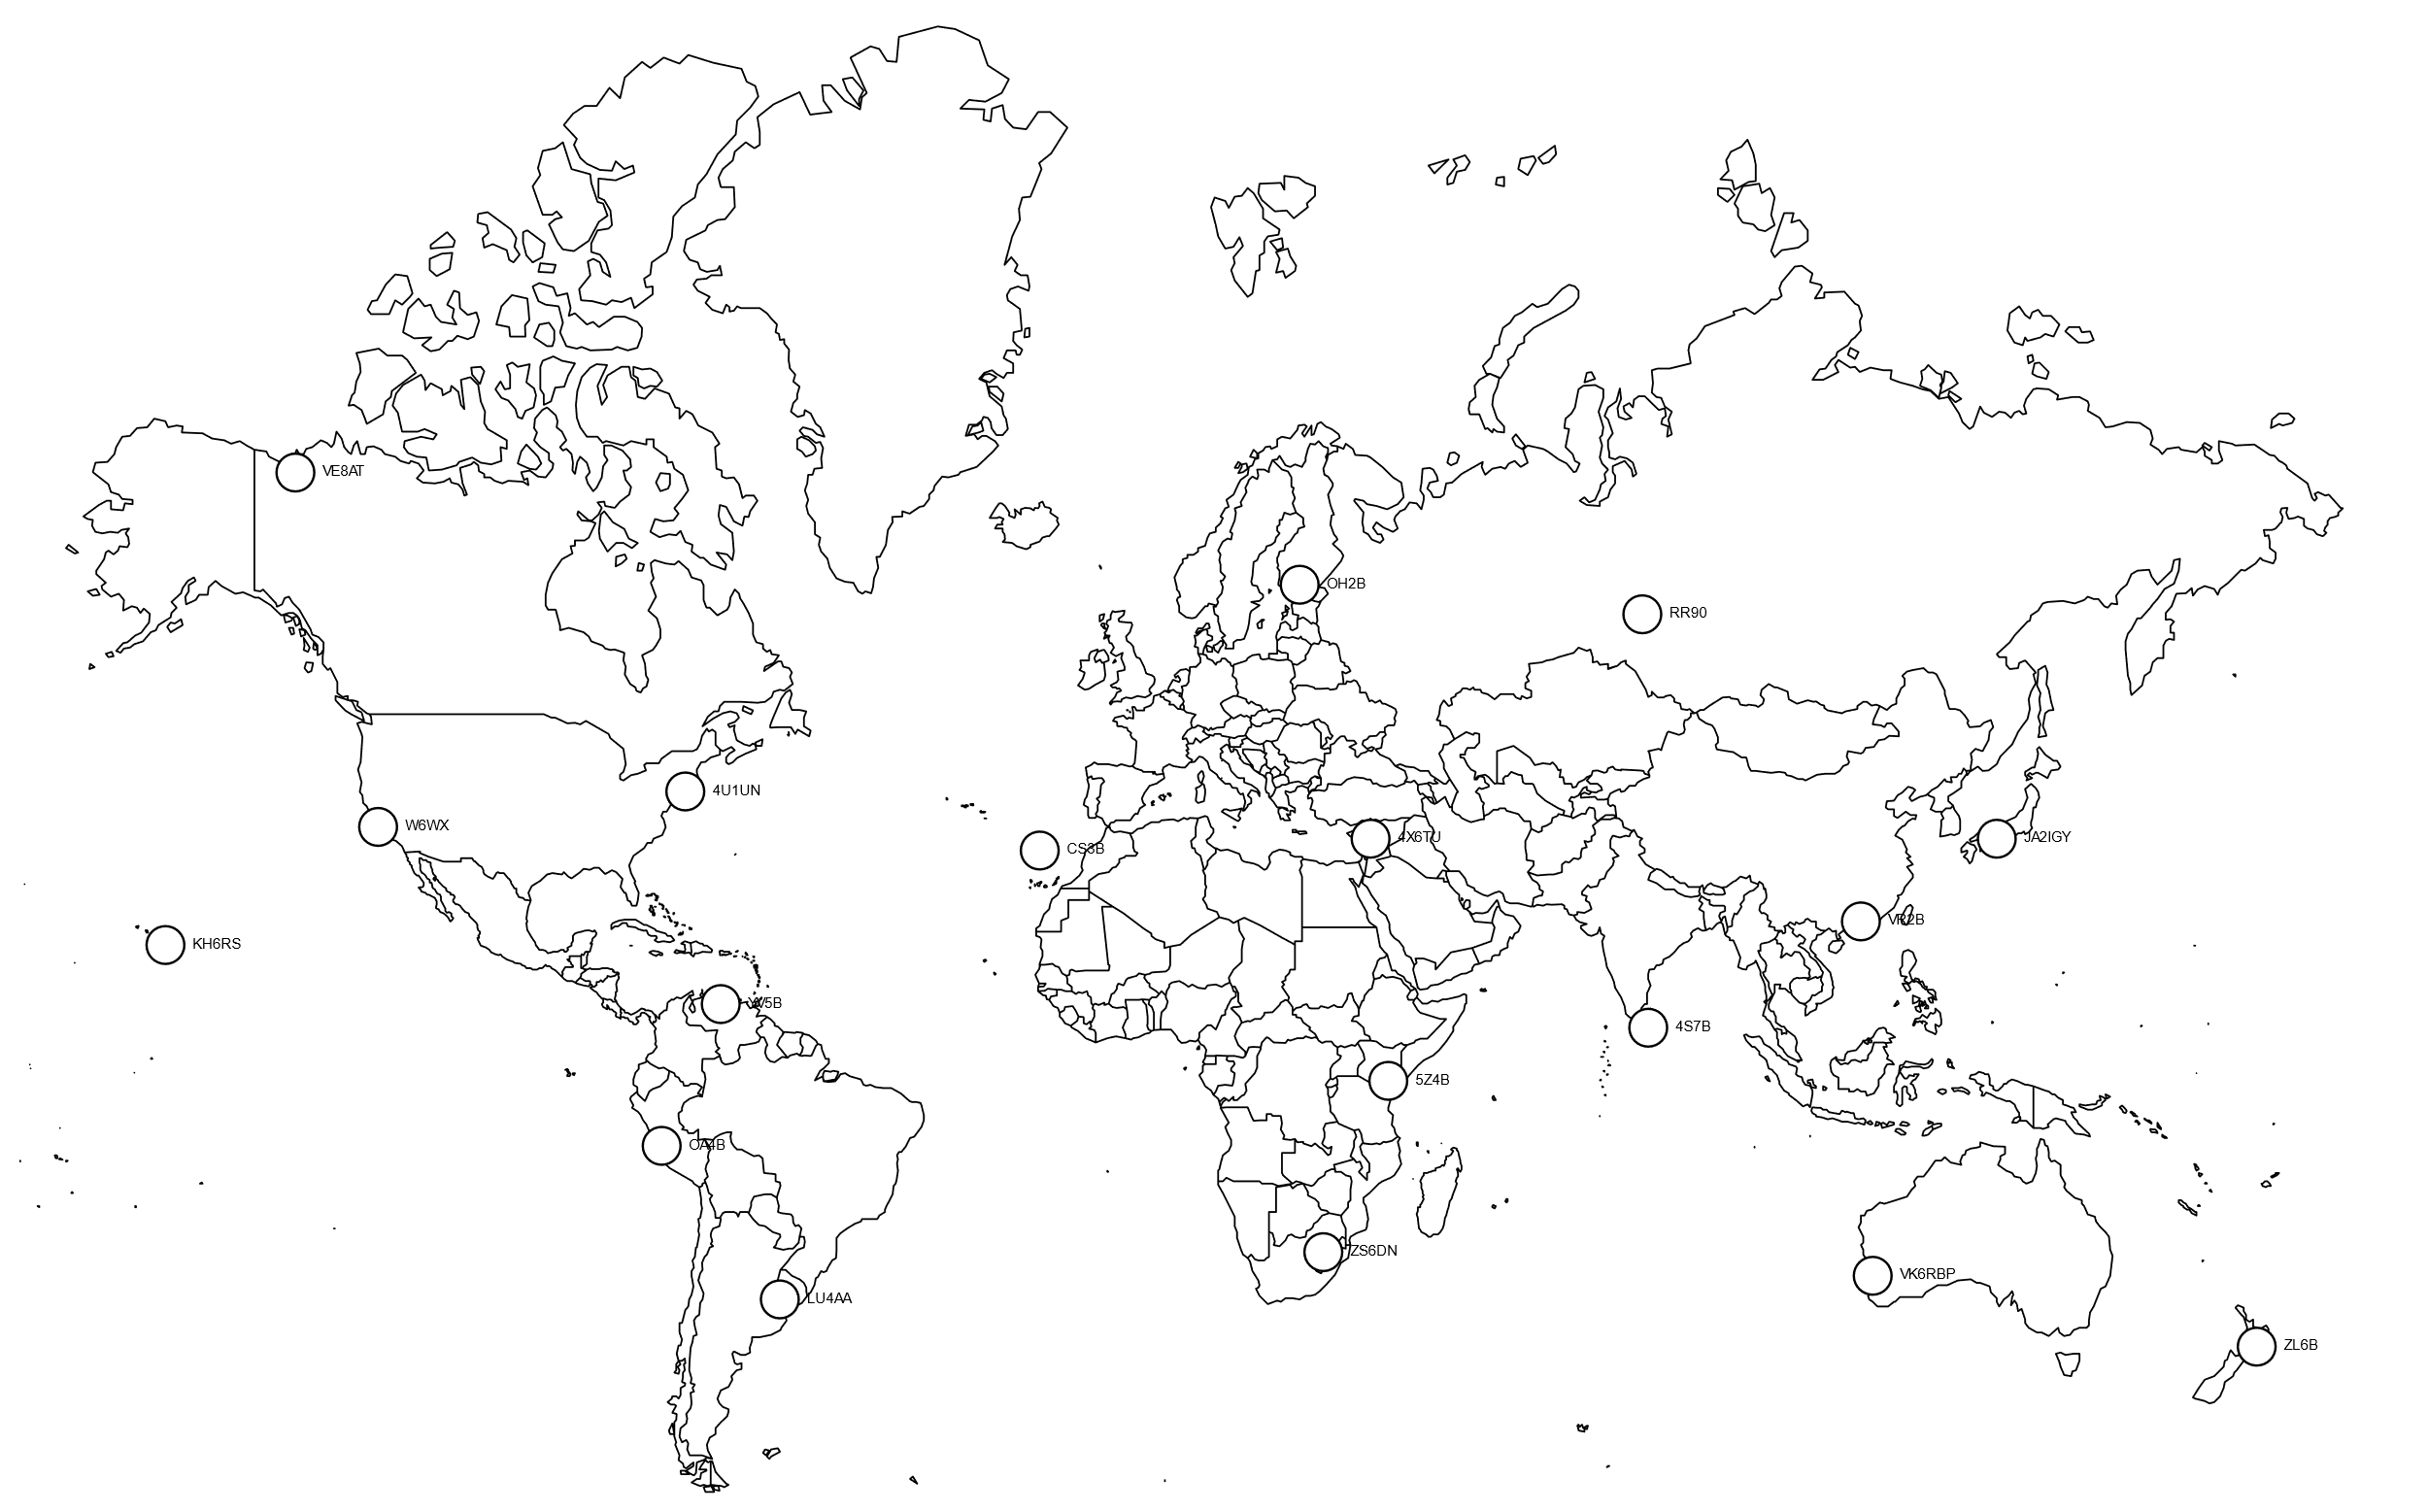 VE8AT
OH2B
RR90
4U1UN
W6WX
4X6TU
JA2IGY
CS3B
VR2B
KH6RS
YV5B
4S7B
5Z4B
OA4B
ZS6DN
VK6RBP
LU4AA
ZL6B